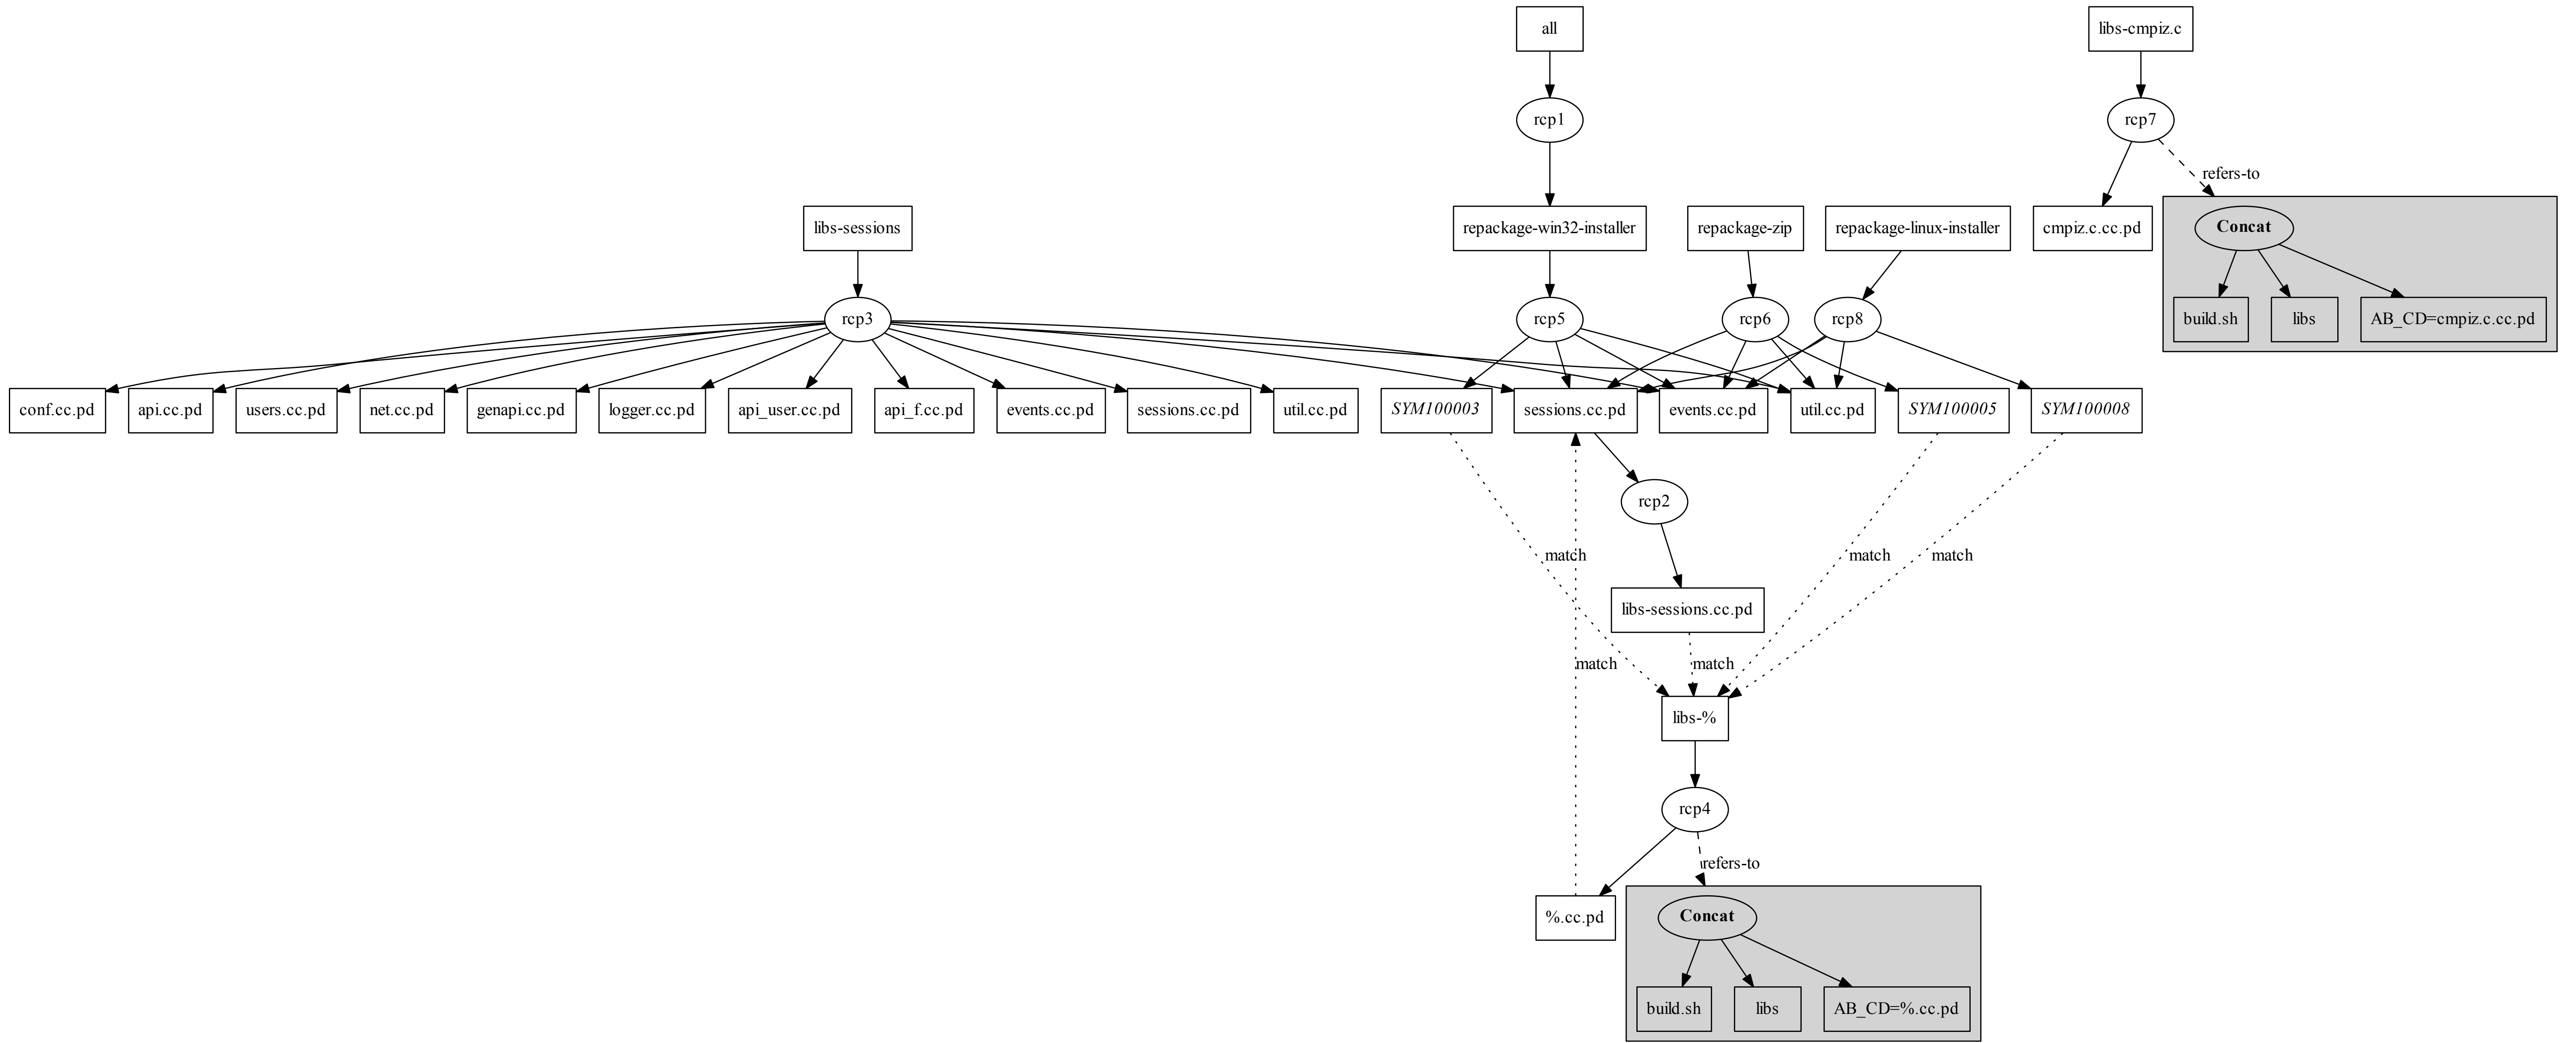 all
libs-cmpiz.c
rcp1
rcp7
refers-to
libs-sessions
repackage-win32-installer
repackage-zip
repackage-linux-installer
cmpiz.c.cc.pd
Concat
rcp3
rcp5
rcp6
rcp8
build.sh
libs
AB_CD=cmpiz.c.cc.pd
conf.cc.pd
api.cc.pd
users.cc.pd
net.cc.pd
genapi.cc.pd
logger.cc.pd
api_user.cc.pd
api_f.cc.pd
events.cc.pd
sessions.cc.pd
util.cc.pd
SYM100003
sessions.cc.pd
events.cc.pd
util.cc.pd
SYM100005
SYM100008
rcp2
match
match
match
libs-sessions.cc.pd
match
match
libs-%
rcp4
refers-to
%.cc.pd
Concat
build.sh
libs
AB_CD=%.cc.pd